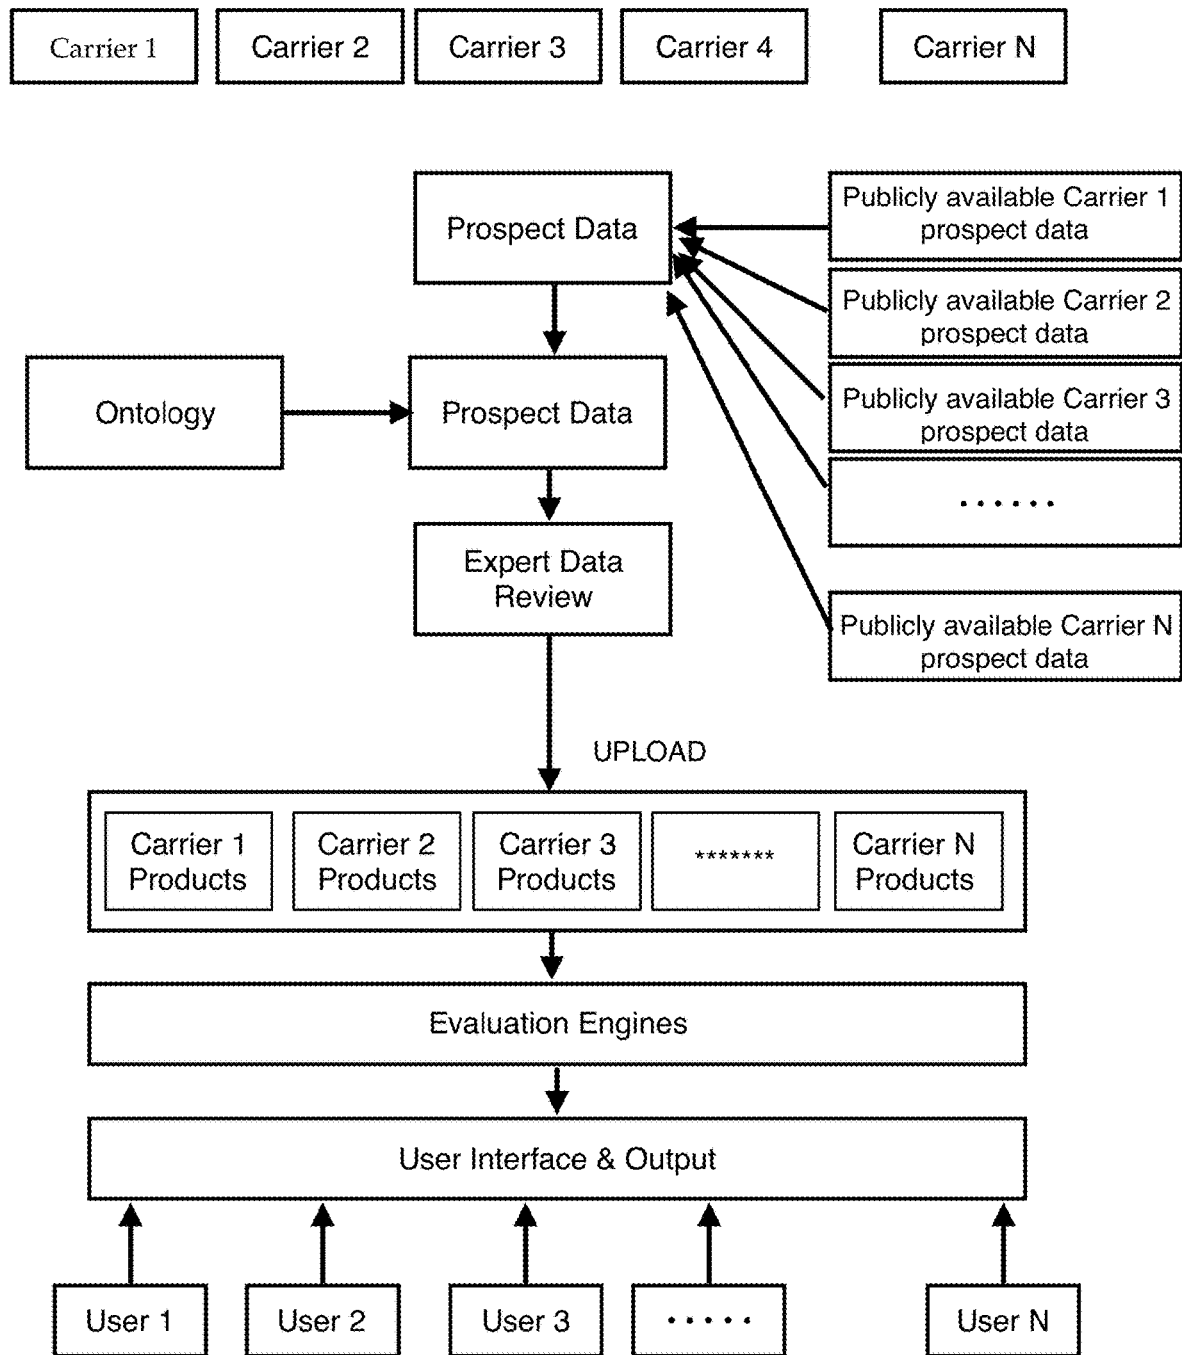 Carrier 1
Carrier 2
Carrier 3
Carrier 4
Carrier N
Prospect Data
Publicly available Carrier 1
prospect data
Publicly available Carrier 2
prospect data
Ontology
Prospect Data
Publicly available Carrier 3
prospect data
......
Expert Data
Review
Publicly available Carrier N
prospect data
UPLOAD
Carrier 1
Products
Carrier 2
Products
Carrier 3
Products
*******
Carrier N
Products
Evaluation Engines
User Interface & Output
User 1
User 2
User 3
.....
User N